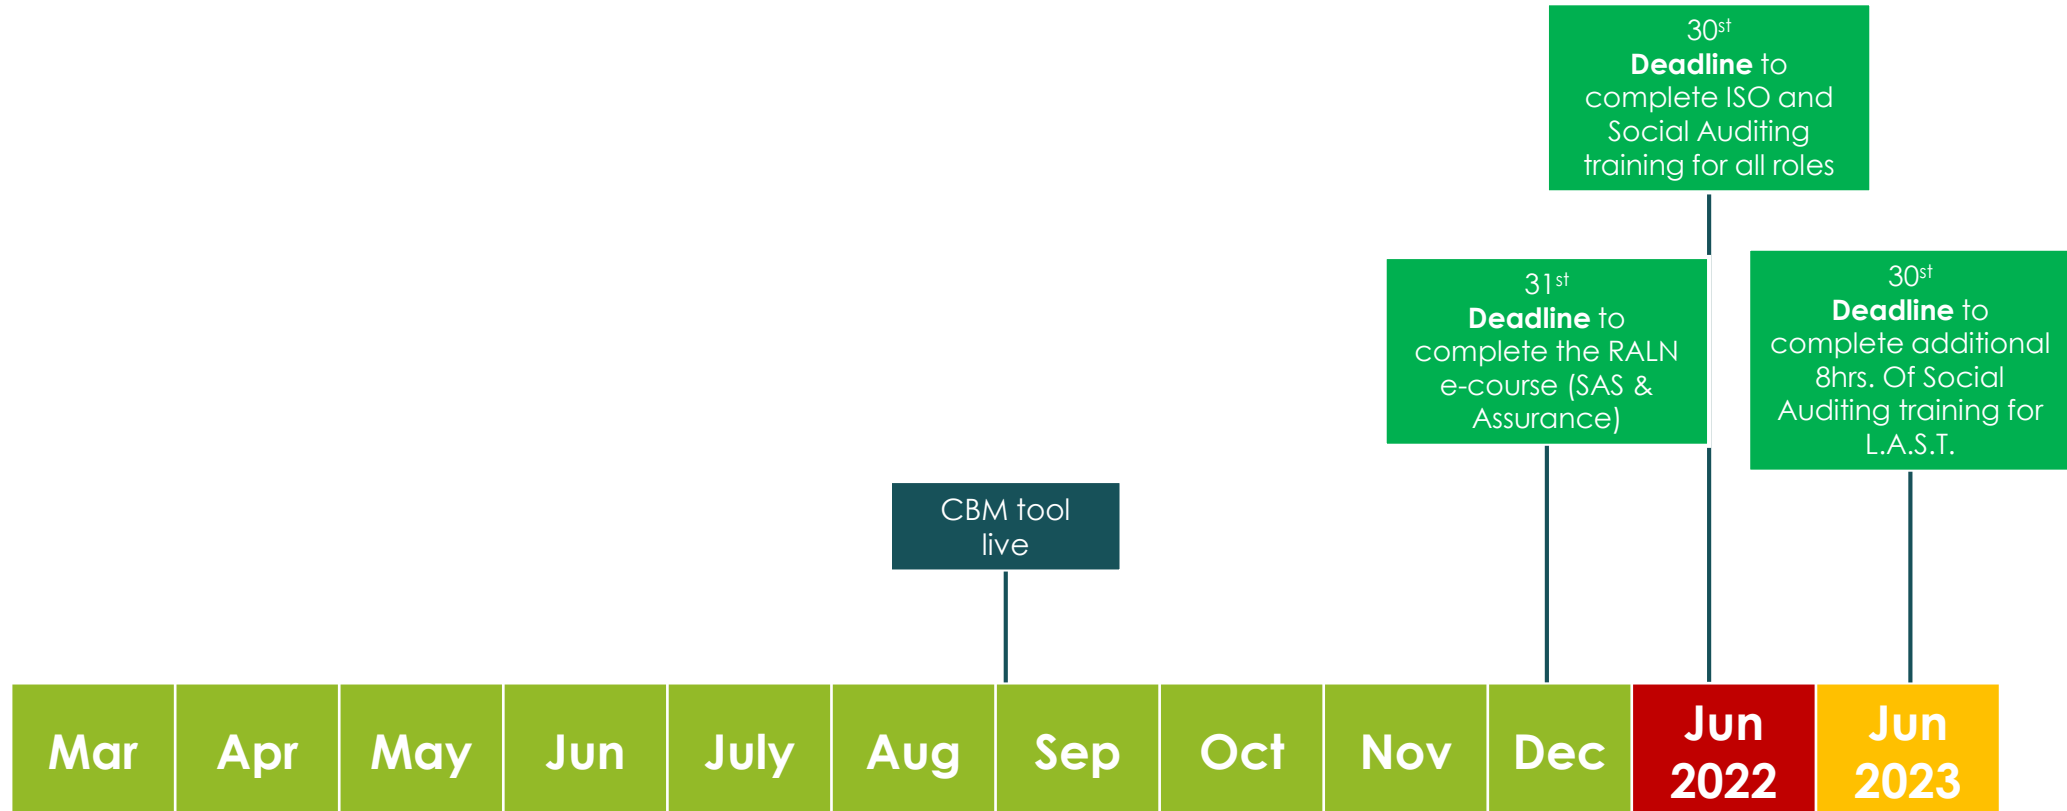 30st
Deadline to
complete ISO and
Social Auditing
training for all roles
31st
Deadline to
complete the RALN
e-course (SAS &
Assurance)
30st
Deadline to
complete additional
8hrs. Of Social
Auditing training for
L.A.S.T.
CBM tool
live
Mar
Apr
May
Jun
July
Aug
Sep
Oct
Nov
Dec
Jun
2022
Jun
2023